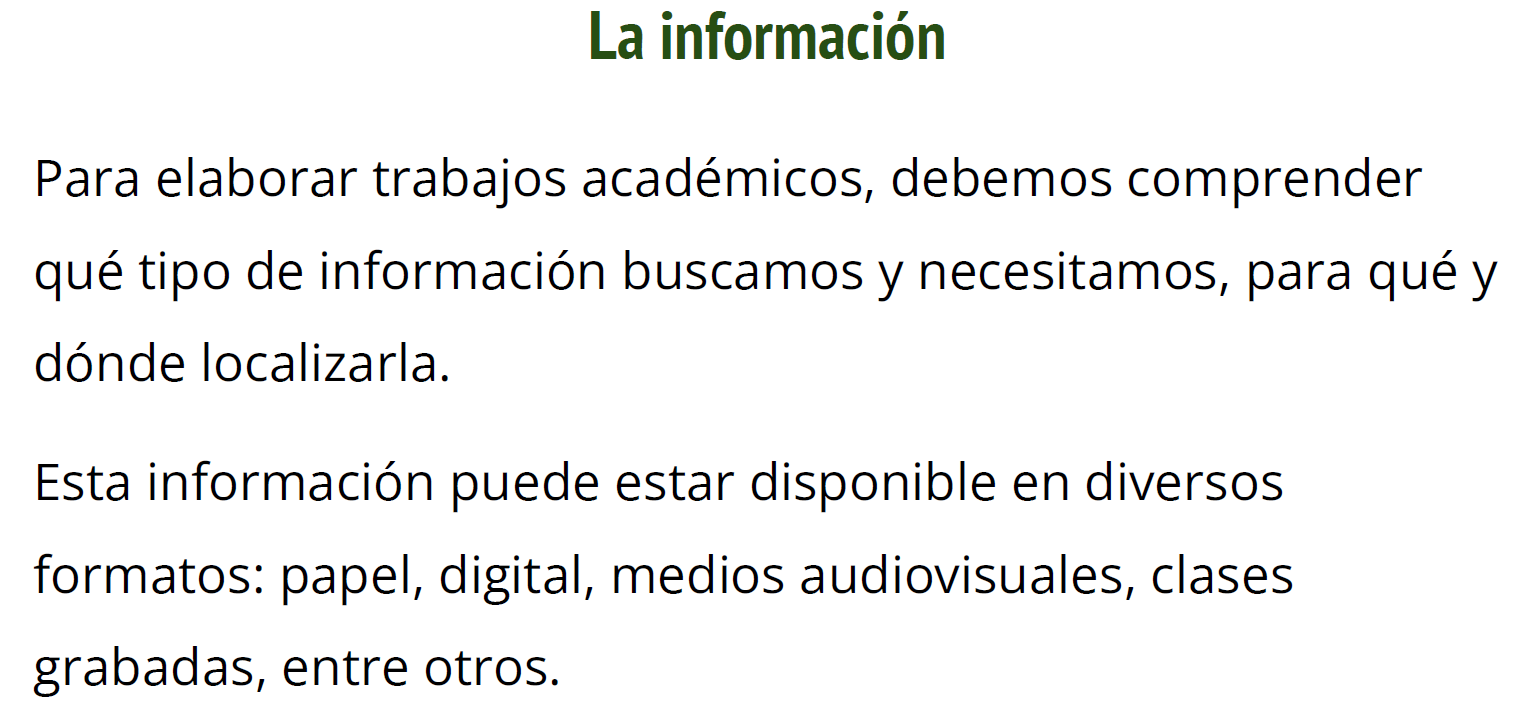 La información
Para elaborar trabajos académicos, debemos comprender
qué tipo de información buscamos y necesitamos, para qué y
dónde localizarla.
Esta información puede estar disponible en diversos
formatos: papel, digital, medios audiovisuales, clases
grabadas, entre otros.